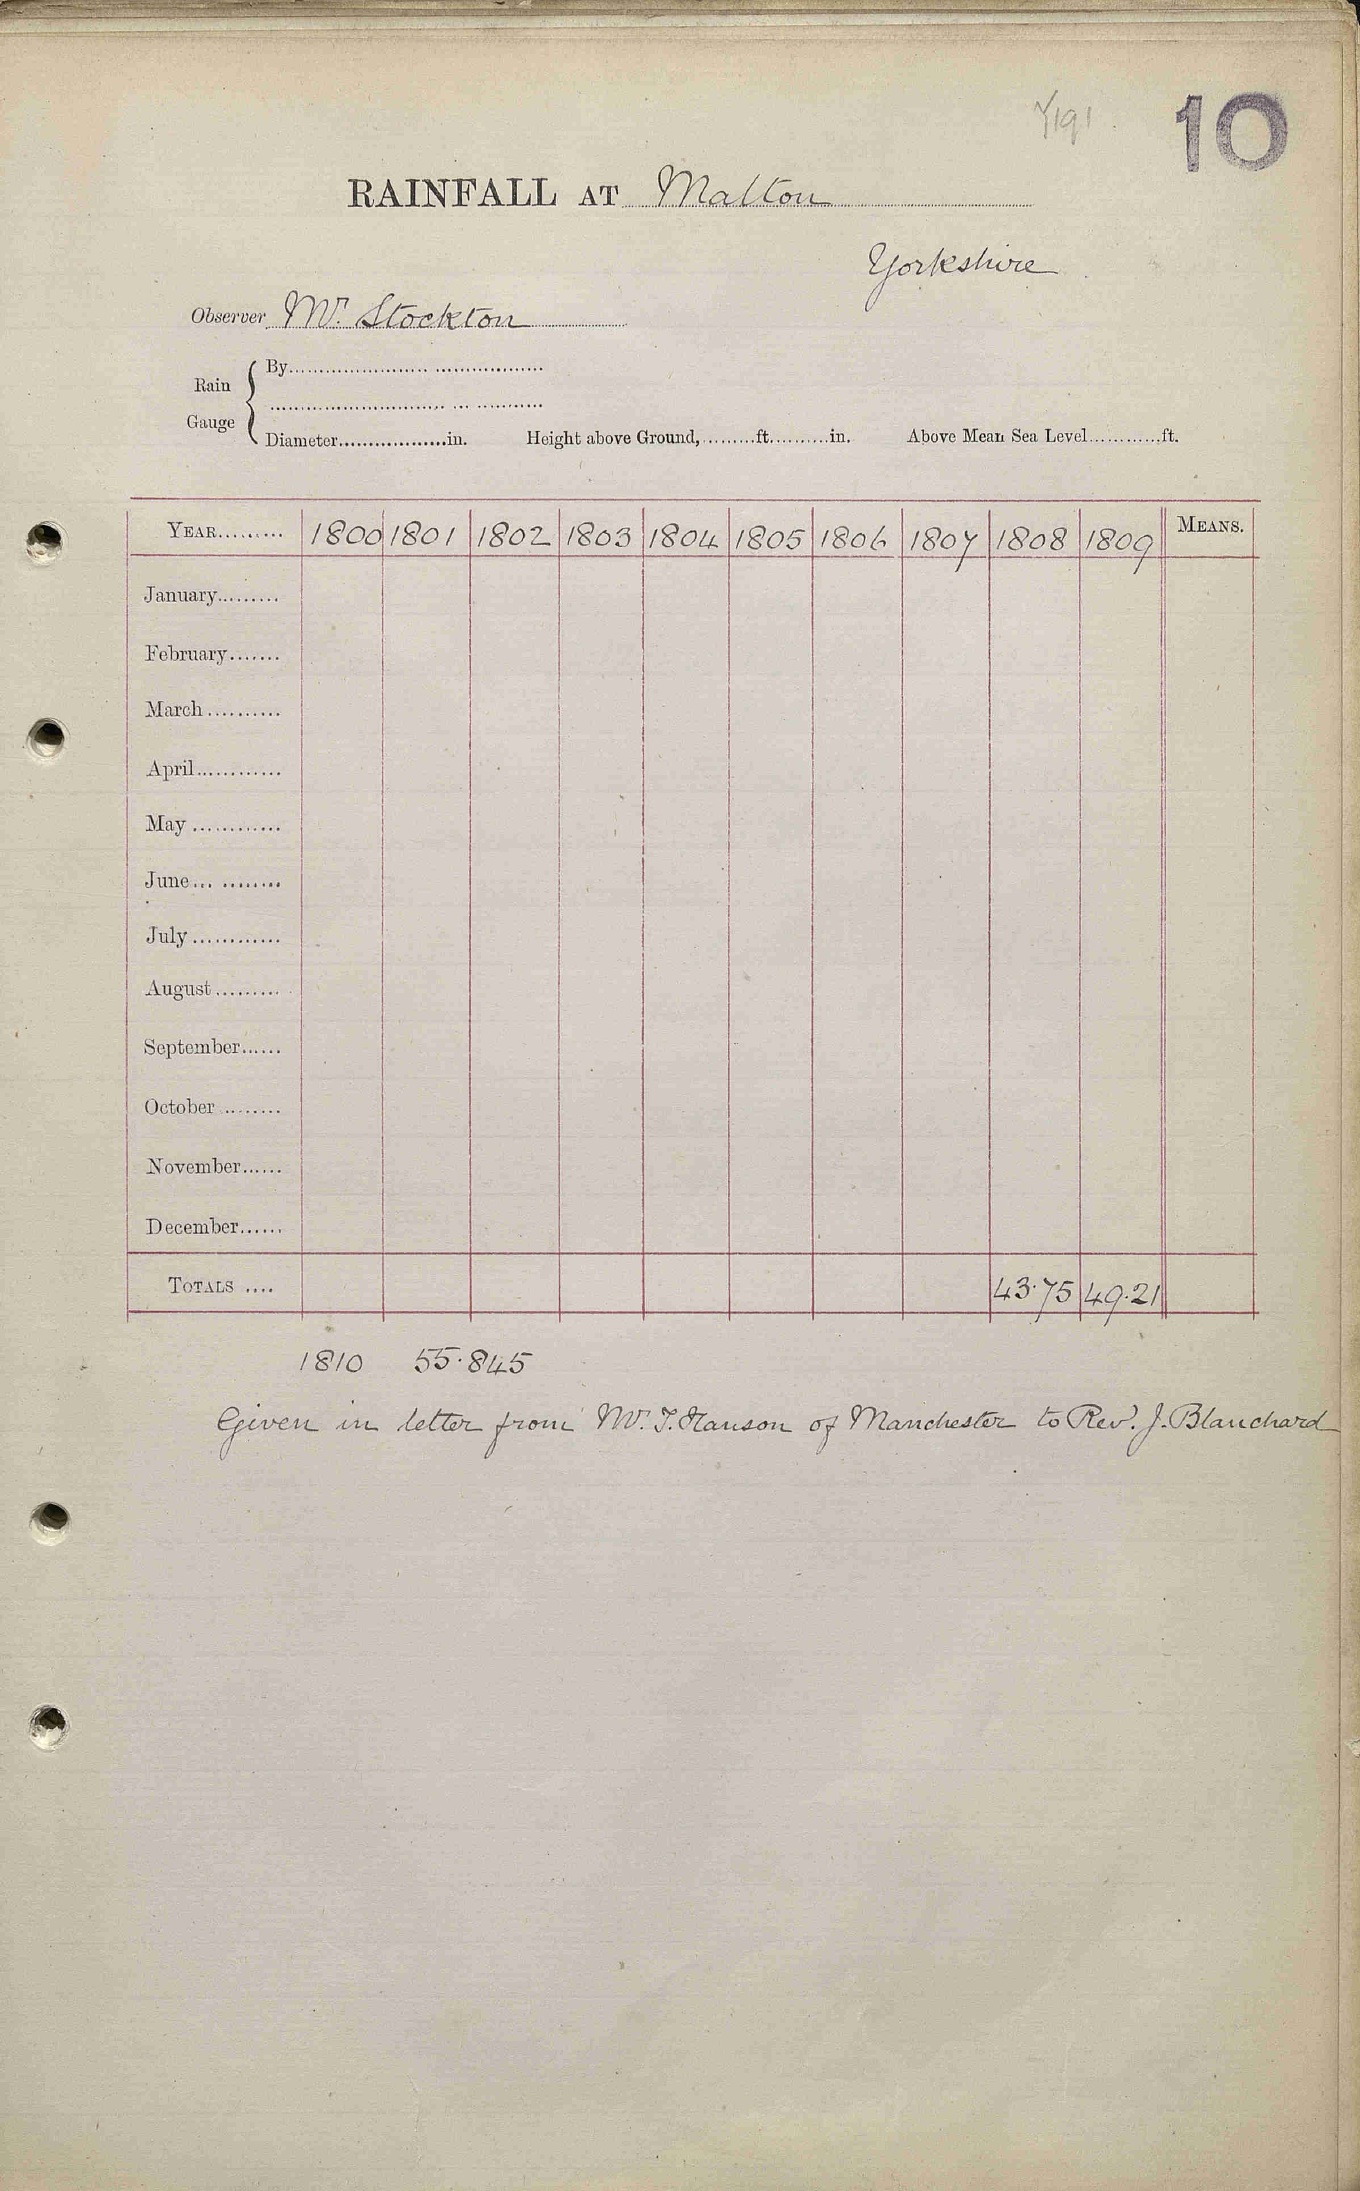 Y191
10
RAINFALL AT Malton
Yorkshire
Observer Mr. Stockton
Rain Gauge
By
Diameter in. Height above Ground, ft. in. Above Mean Sea Level ft.
YEAR 1800 1801 1802 1803 1804 1805 1806 1807 1808 1809 MEANS.
January
February
March
April
May
June
July
August
September
October
November
December
TOTALS 43.75 49.21
1810 55.845
Given in letter from Mr. T. Hanson of Manchester to Revd. J. Blanchard